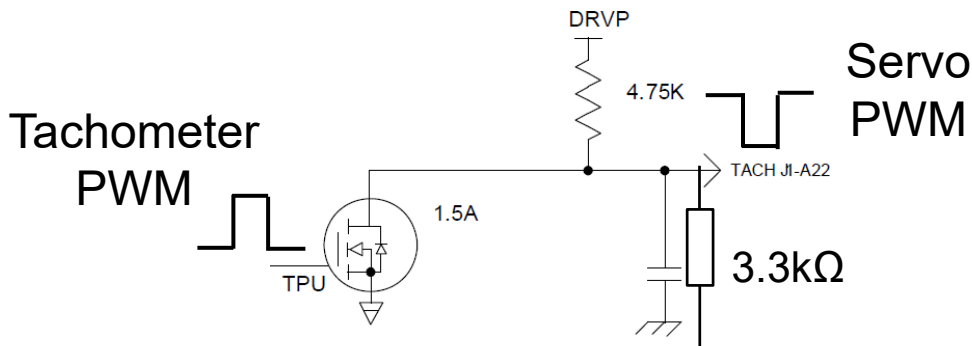 DRVP
4.75K
Servo
PWM
Tachometer
PWM
TACH J1-A22
1.5A
TPU
3.3kΩ